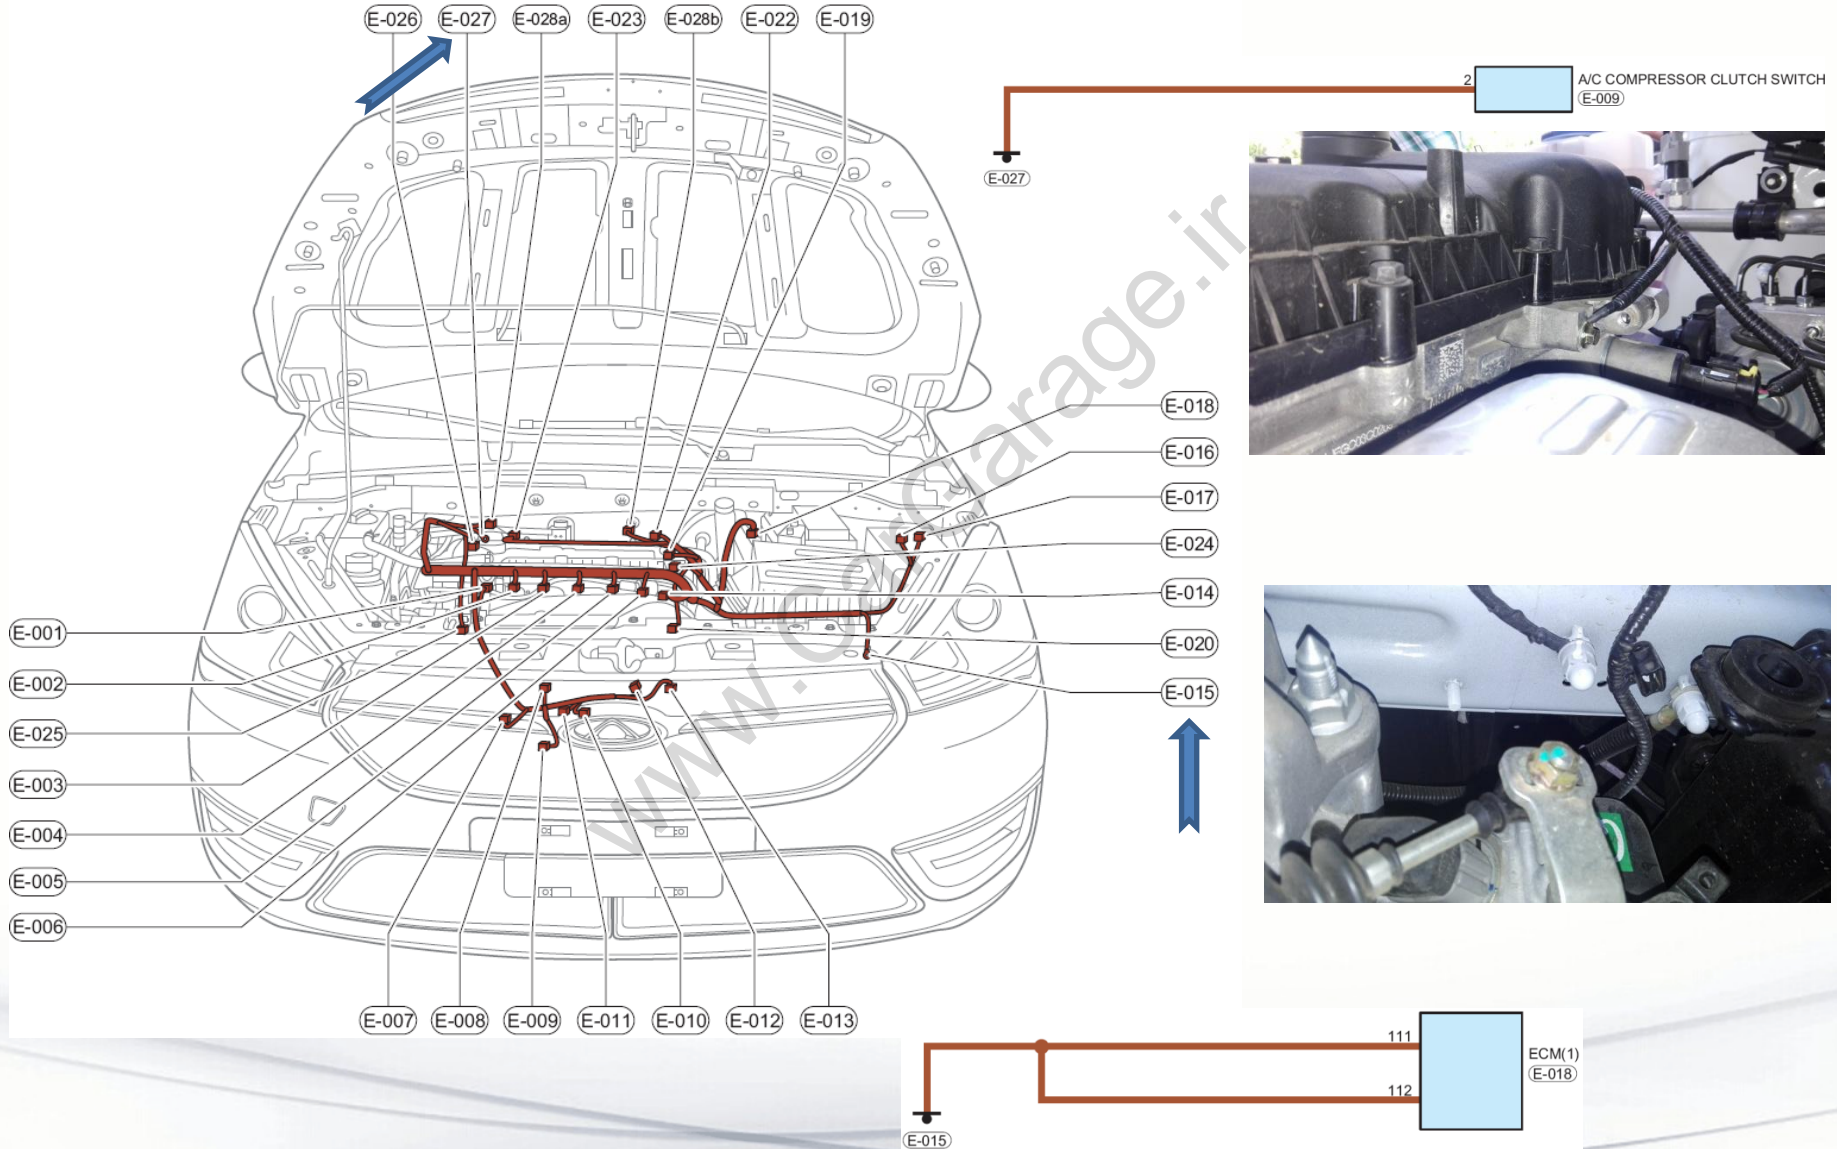 E-026 E-027 E-028a E-023 E-028b E-022 E-019
2 A/C COMPRESSOR CLUTCH SWITCH
E-009
E-027
E-018
E-016
E-017
E-024
E-014
E-020
E-015
E-001
E-002
E-025
E-003
E-004
E-005
E-006
E-007 E-008 E-009 E-011 E-010 E-012 E-013
www.CarGarage.ir
111
ECM(1)
E-018
112
E-015